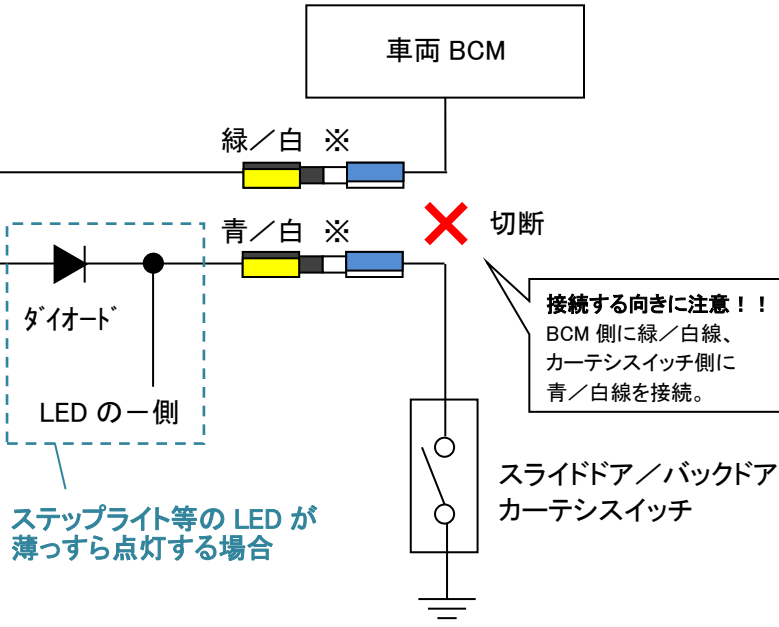 車両 BCM
緑／白 ※
青／白 ※
切断
ダイオード
LED の－側
接続する向きに注意！！
BCM 側に緑／白線、
カーテシスイッチ側に
青／白線を接続。
スライドドア／バックドア
カーテシスイッチ
ステップライト等の LED が
薄っすら点灯する場合